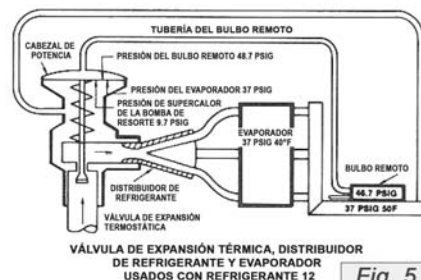 TUBERÍA DEL BULBO REMOTO
CABEZAL DE
POTENCIA
PRESIÓN DEL BULBO REMOTO 48.7 PSIG
PRESIÓN DEL EVAPORADOR 37 PSIG
PRESIÓN DE SUPERCALOR
DE LA BOMBA DE
RESORTE 9.7 PSIG
EVAPORADOR
37 PSIG 40°F
BULBO REMOTO
46.7 PSIG
37 PSIG 50F
DISTRIBUIDOR DE
REFRIGERANTE
VÁLVULA DE EXPANSIÓN
TERMOSTÁTICA
VÁLVULA DE EXPANSIÓN TÉRMICA, DISTRIBUIDOR
DE REFRIGERANTE Y EVAPORADOR
USADOS CON REFRIGERANTE 12
Fig. 5